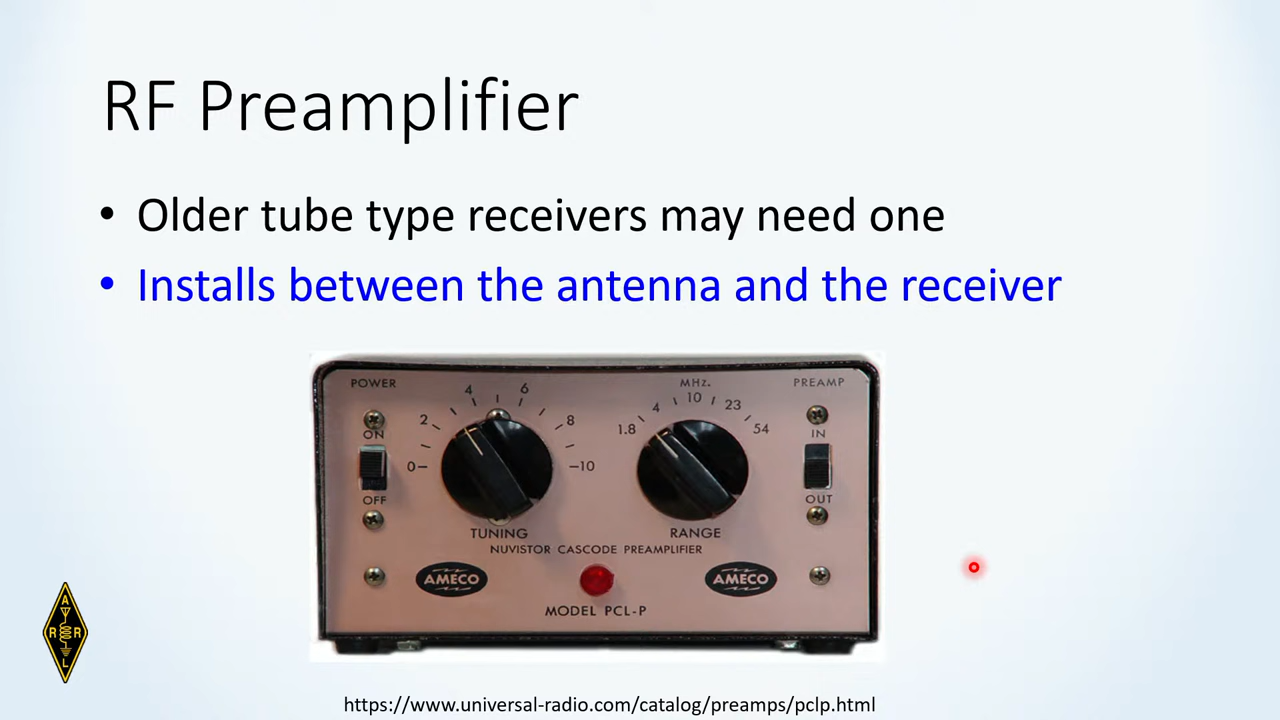 RF Preamplifier
• Older tube type receivers may need one
• Installs between the antenna and the receiver
POWER
ON
OFF
0
2
4
6
8
10
TUNING
MHz.
1.8
4
10
23
54
RANGE
PREAMP
IN
OUT
NUVISTOR CASCODE PREAMPLIFIER
AMECO
AMECO
MODEL PCL-P
A
R R
L
https://www.universal-radio.com/catalog/preamps/pclp.html